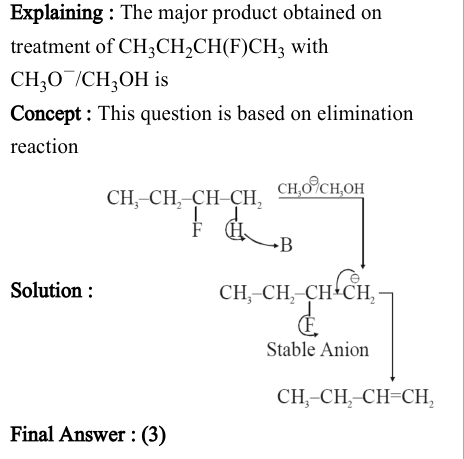 Explaining : The major product obtained on
treatment of CH₃CH₂CH(F)CH₃ with
CH₃O⁻/CH₃OH is
Concept : This question is based on elimination
reaction
CH₃–CH₂–CH–CH₂ CH₃O⊖/CH₃OH
F H
B
Solution :
CH₃–CH₂–CH–CH₂ ⊖
F
Stable Anion
CH₃–CH₂–CH=CH₂
Final Answer : (3)